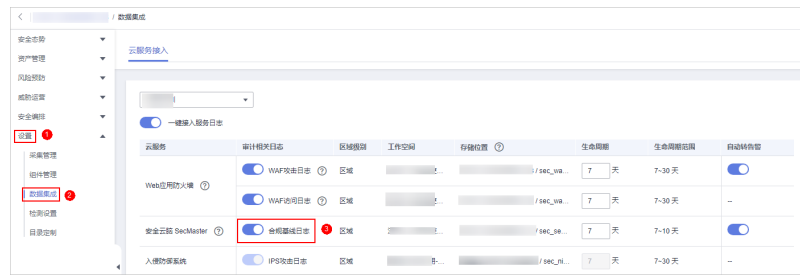 / 数据集成
安全态势
资产管理
风险预防
威胁运营
安全编排
设置 1
采集管理
组件管理
数据集成 2
检测设置
目录定制
云服务接入
一键接入服务日志
云服务 审计相关日志 区域级别 工作空间 存储位置 ? 生命周期 生命周期范围 自动转告警
Web应用防火墙 ?
WAF攻击日志 ? 区域 / sec_wa... 7 天 7~30 天
WAF访问日志 ? 区域 / sec_wa... 7 天 7~30 天 --
安全云脑 SecMaster ? 合规基线日志 3 区域 / sec_se... 7 天 7~10 天
入侵防御系统 IPS攻击日志 区域 / sec_ni... 7 天 7~30 天 --